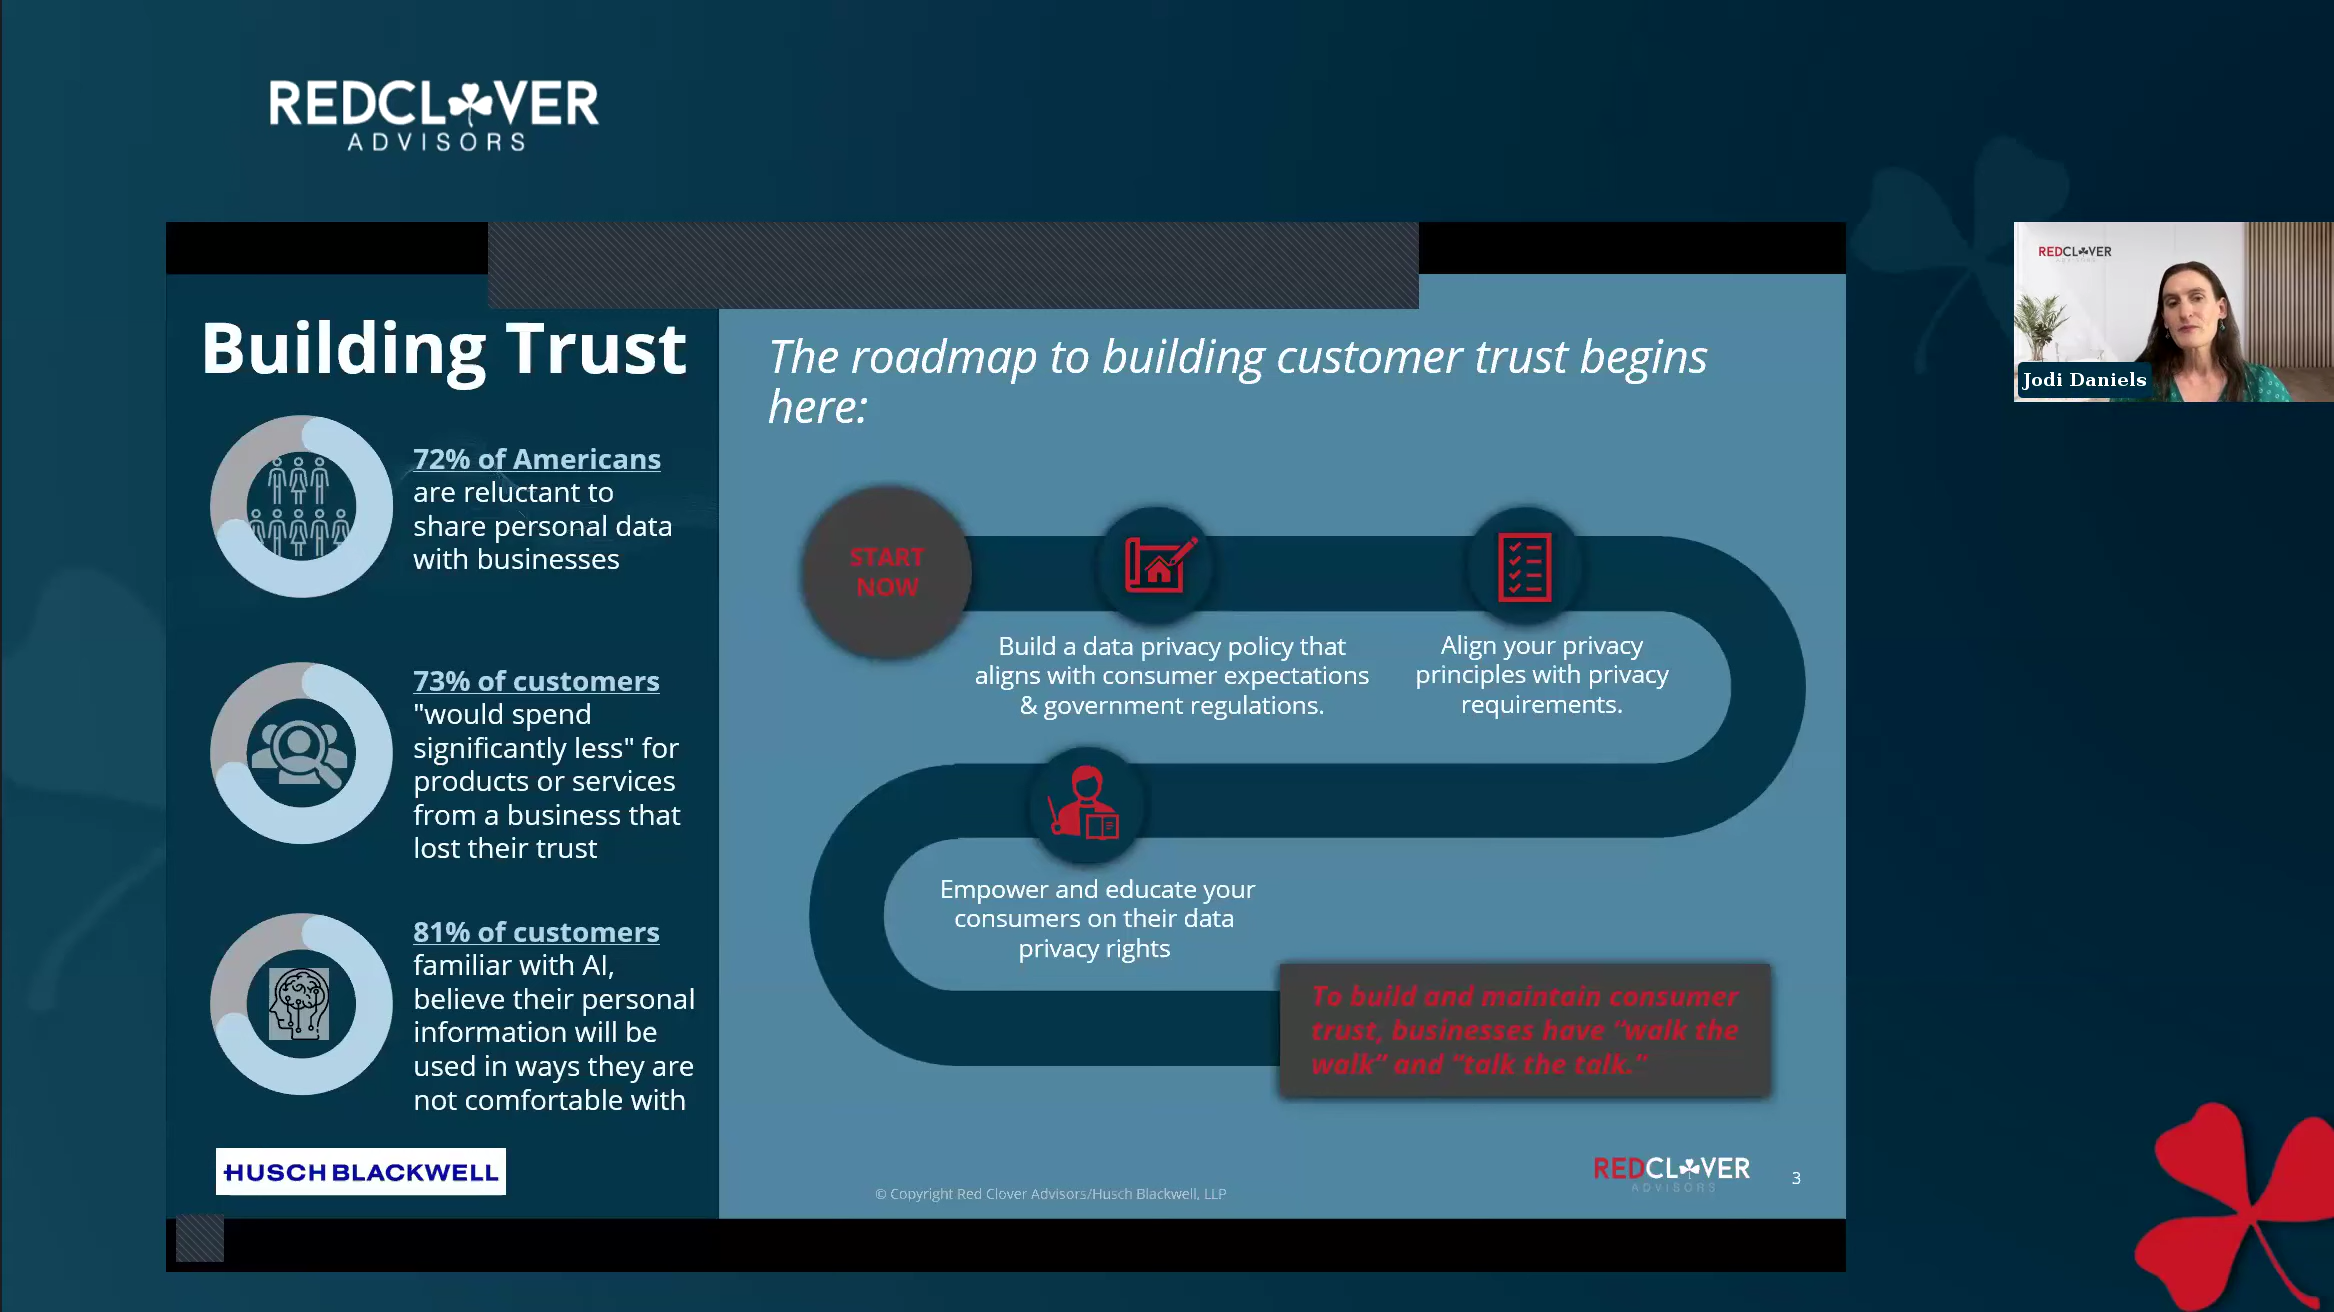 REDCLOVER
ADVISORS
REDCLOVER
Jodi Daniels
Building Trust
72% of Americans
are reluctant to
share personal data
with businesses
73% of customers
"would spend
significantly less" for
products or services
from a business that
lost their trust
81% of customers
familiar with AI,
believe their personal
information will be
used in ways they are
not comfortable with
HUSCH BLACKWELL
The roadmap to building customer trust begins
here:
START
NOW
Build a data privacy policy that
aligns with consumer expectations
& government regulations.
Align your privacy
principles with privacy
requirements.
Empower and educate your
consumers on their data
privacy rights
To build and maintain consumer
trust, businesses have “walk the
walk” and “talk the talk.”
© Copyright Red Clover Advisors/Husch Blackwell, LLP
REDCLOVER
ADVISORS
3